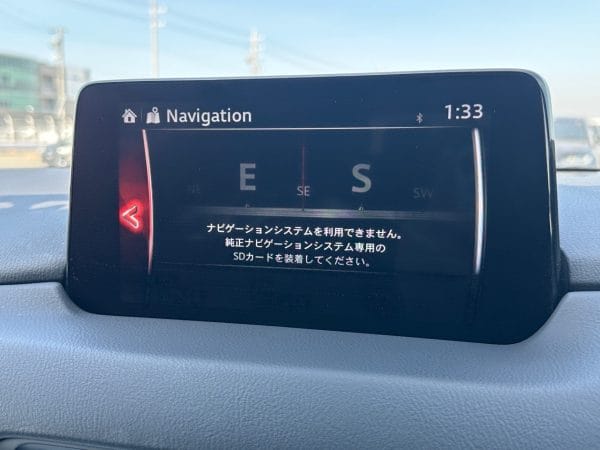 Navigation
1:33
NE E SE S SW
ナビゲーションシステムを利用できません。
純正ナビゲーションシステム専用の
SDカードを装着してください。